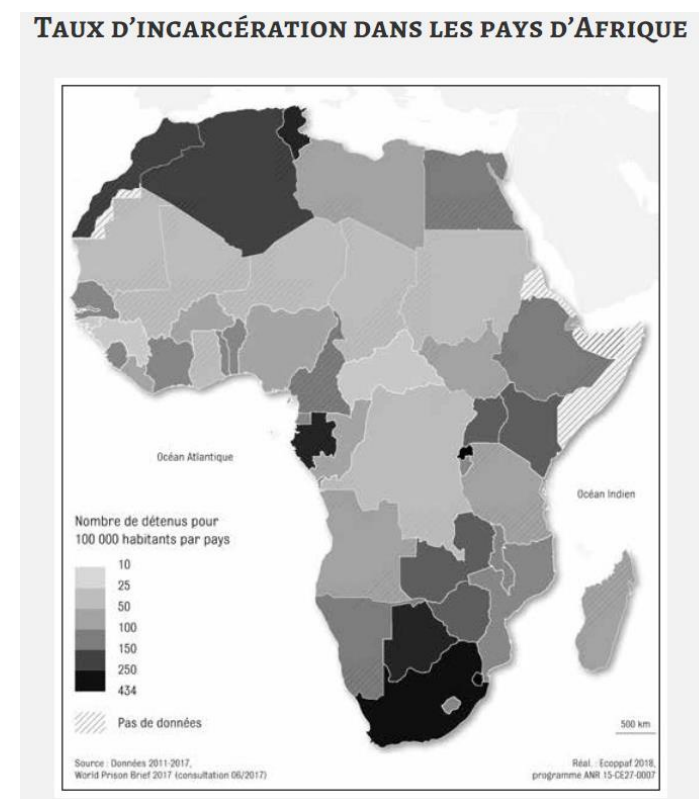 TAUX D'INCARCÉRATION DANS LES PAYS D'AFRIQUE
Océan Atlantique
Océan Indien
Nombre de détenus pour
100 000 habitants par pays
10
25
50
100
150
250
434
Pas de données
500 km
Source : Données 2011-2017,
World Prison Brief 2017 (consultation 06/2017)
Réal. : Ecoppaf 2018,
programme ANR 15-CE27-0007